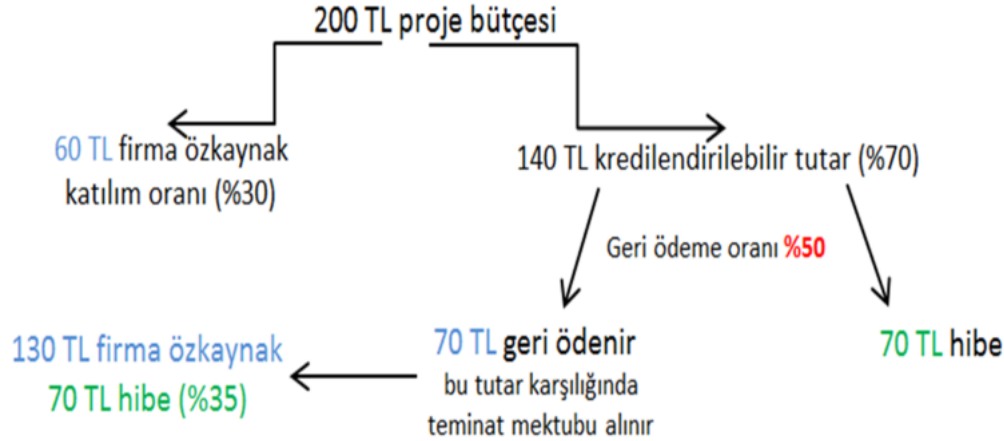 200 TL proje bütçesi
60 TL firma özkaynak
katılım oranı (%30)
140 TL kredilendirilebilir tutar (%70)
Geri ödeme oranı %50
130 TL firma özkaynak
70 TL hibe (%35)
70 TL geri ödenir
bu tutar karşılığında
teminat mektubu alınır
70 TL hibe